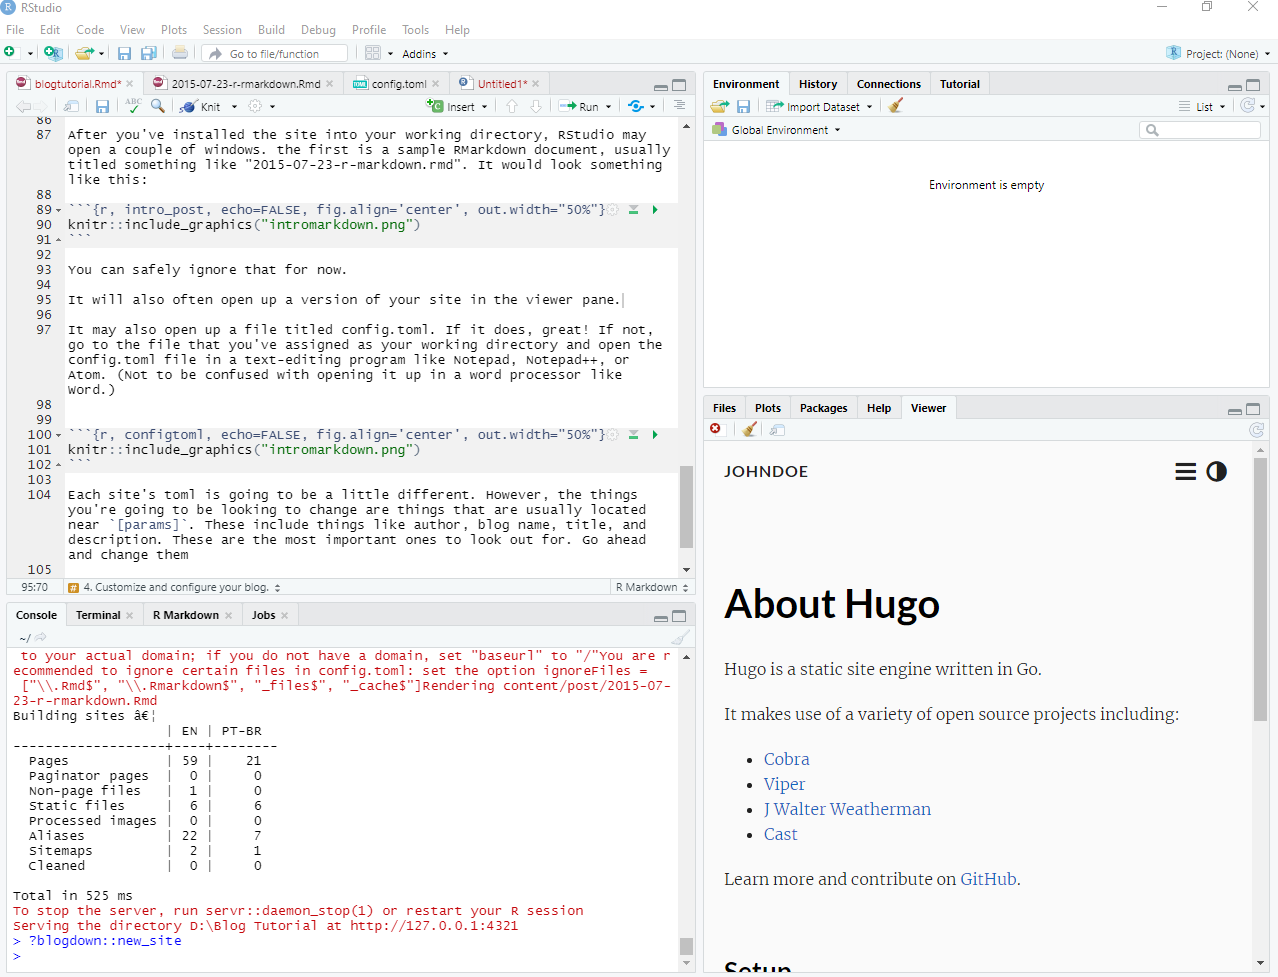 RStudio
File Edit Code View Plots Session Build Debug Profile Tools Help
Go to file/function Addins Project: (None)
blogtutorial.Rmd* 2015-07-23-r-rmarkdown.Rmd config.toml Untitled1*
ABC Knit Insert Run
86
87 After you've installed the site into your working directory, RStudio may
open a couple of windows. the first is a sample RMarkdown document, usually
titled something like "2015-07-23-r-markdown.rmd". It would look something
like this:
88
89 ```{r, intro_post, echo=FALSE, fig.align='center', out.width="50%"}
90 knitr::include_graphics("intromarkdown.png")
91 ```
92
93 You can safely ignore that for now.
94
95 It will also often open up a version of your site in the viewer pane.
96
97 It may also open up a file titled config.toml. If it does, great! If not,
go to the file that you've assigned as your working directory and open the
config.toml file in a text-editing program like Notepad, Notepad++, or
Atom. (Not to be confused with opening it up in a word processor like
Word.)
98
99
100 ```{r, configtoml, echo=FALSE, fig.align='center', out.width="50%"}
101 knitr::include_graphics("intromarkdown.png")
102 ```
103
104 Each site's toml is going to be a little different. However, the things
you're going to be looking to change are things that are usually located
near `[params]`. These include things like author, blog name, title, and
description. These are the most important ones to look out for. Go ahead
and change them
105
95:70 # 4. Customize and configure your blog. R Markdown
Console Terminal R Markdown Jobs
~/
to your actual domain; if you do not have a domain, set "baseurl" to "/"You are r
ecommended to ignore certain files in config.toml: set the option ignoreFiles =
["\\.Rmd$", "\\.Rmarkdown$", "_files$", "_cache$"]Rendering content/post/2015-07-
23-r-rmarkdown.Rmd
Building sites â€¦
| EN | PT-BR
-------------------+----+--------
Pages | 59 | 21
Paginator pages | 0 | 0
Non-page files | 1 | 0
Static files | 6 | 6
Processed images | 0 | 0
Aliases | 22 | 7
Sitemaps | 2 | 1
Cleaned | 0 | 0
Total in 525 ms
To stop the server, run servr::daemon_stop(1) or restart your R session
Serving the directory D:\Blog Tutorial at http://127.0.0.1:4321
> ?blogdown::new_site
>
Environment History Connections Tutorial
Import Dataset List
Global Environment
Environment is empty
Files Plots Packages Help Viewer
JOHNDOE
About Hugo
Hugo is a static site engine written in Go.
It makes use of a variety of open source projects including:
• Cobra
• Viper
• J Walter Weatherman
• Cast
Learn more and contribute on GitHub.
Setup